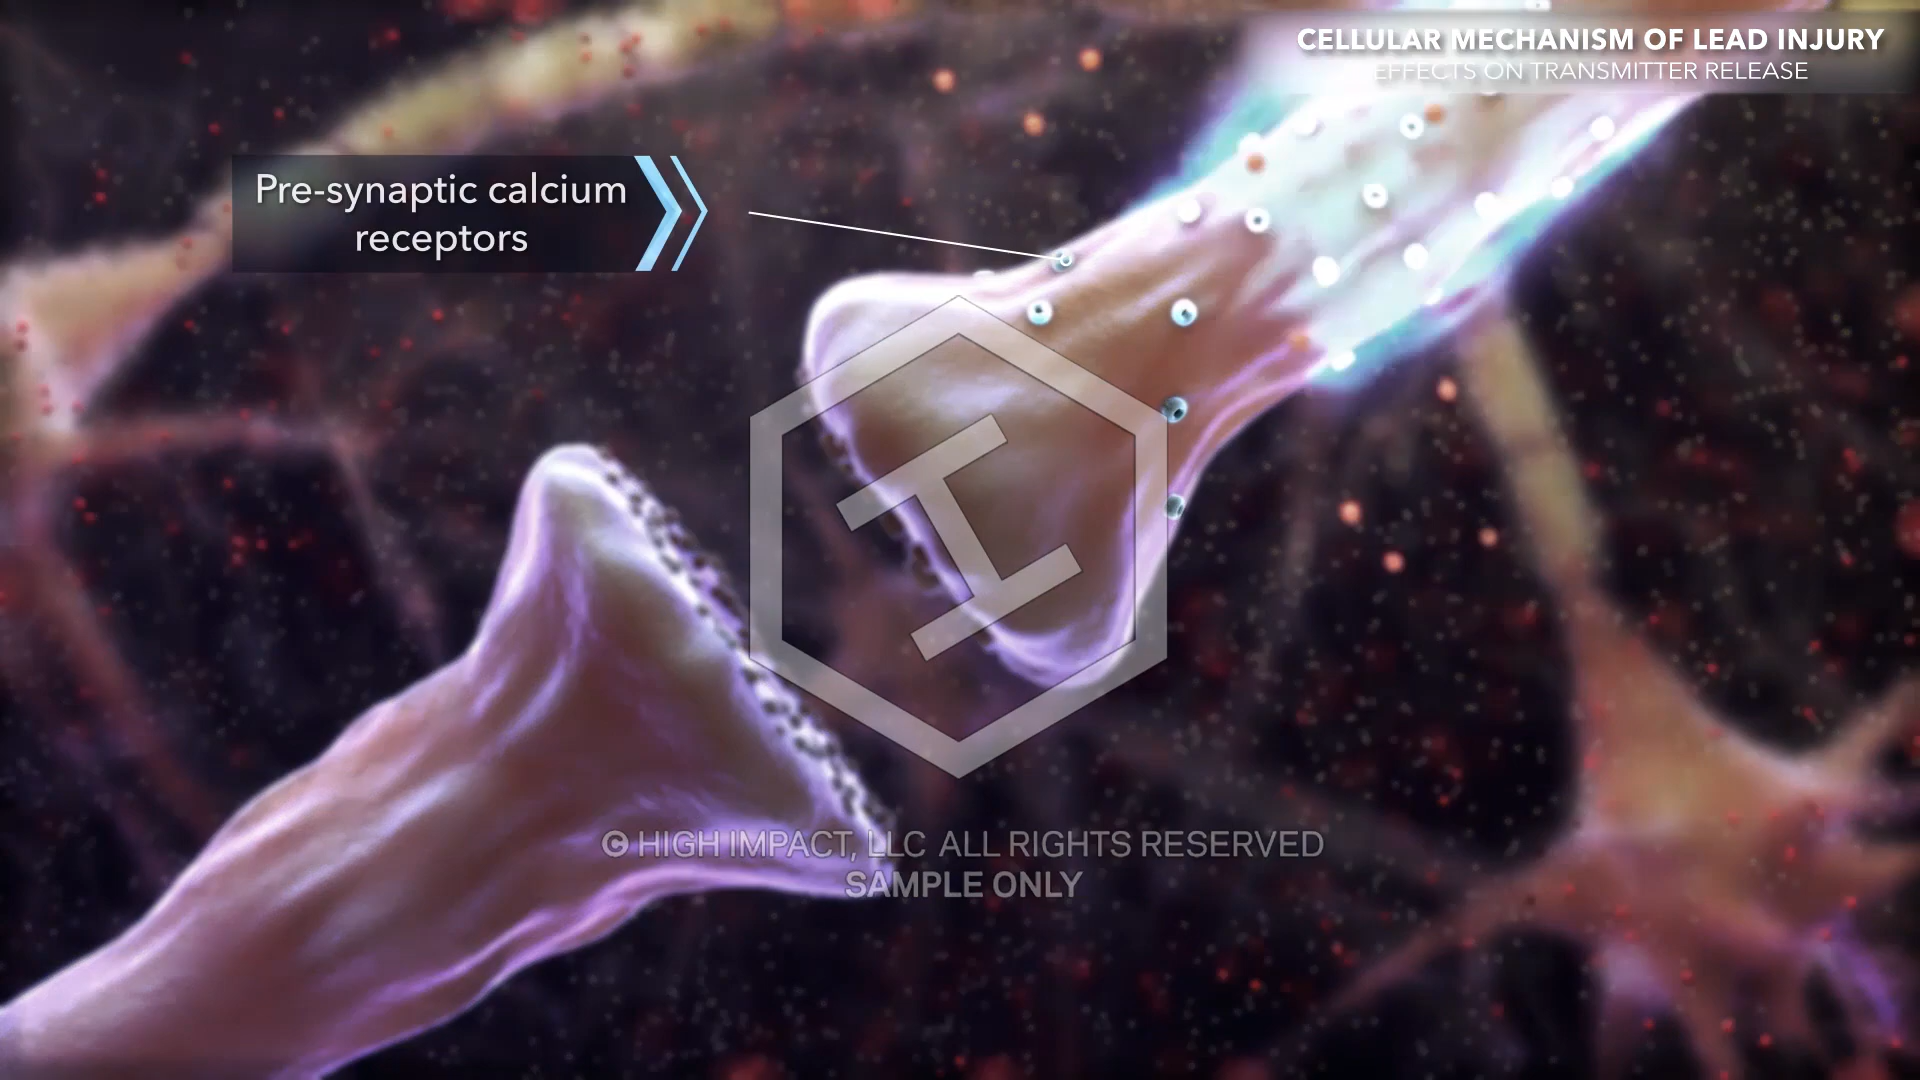 CELLULAR MECHANISM OF LEAD INJURY
EFFECTS ON TRANSMITTER RELEASE
Pre-synaptic calcium
receptors
© HIGH IMPACT, LLC ALL RIGHTS RESERVED
SAMPLE ONLY